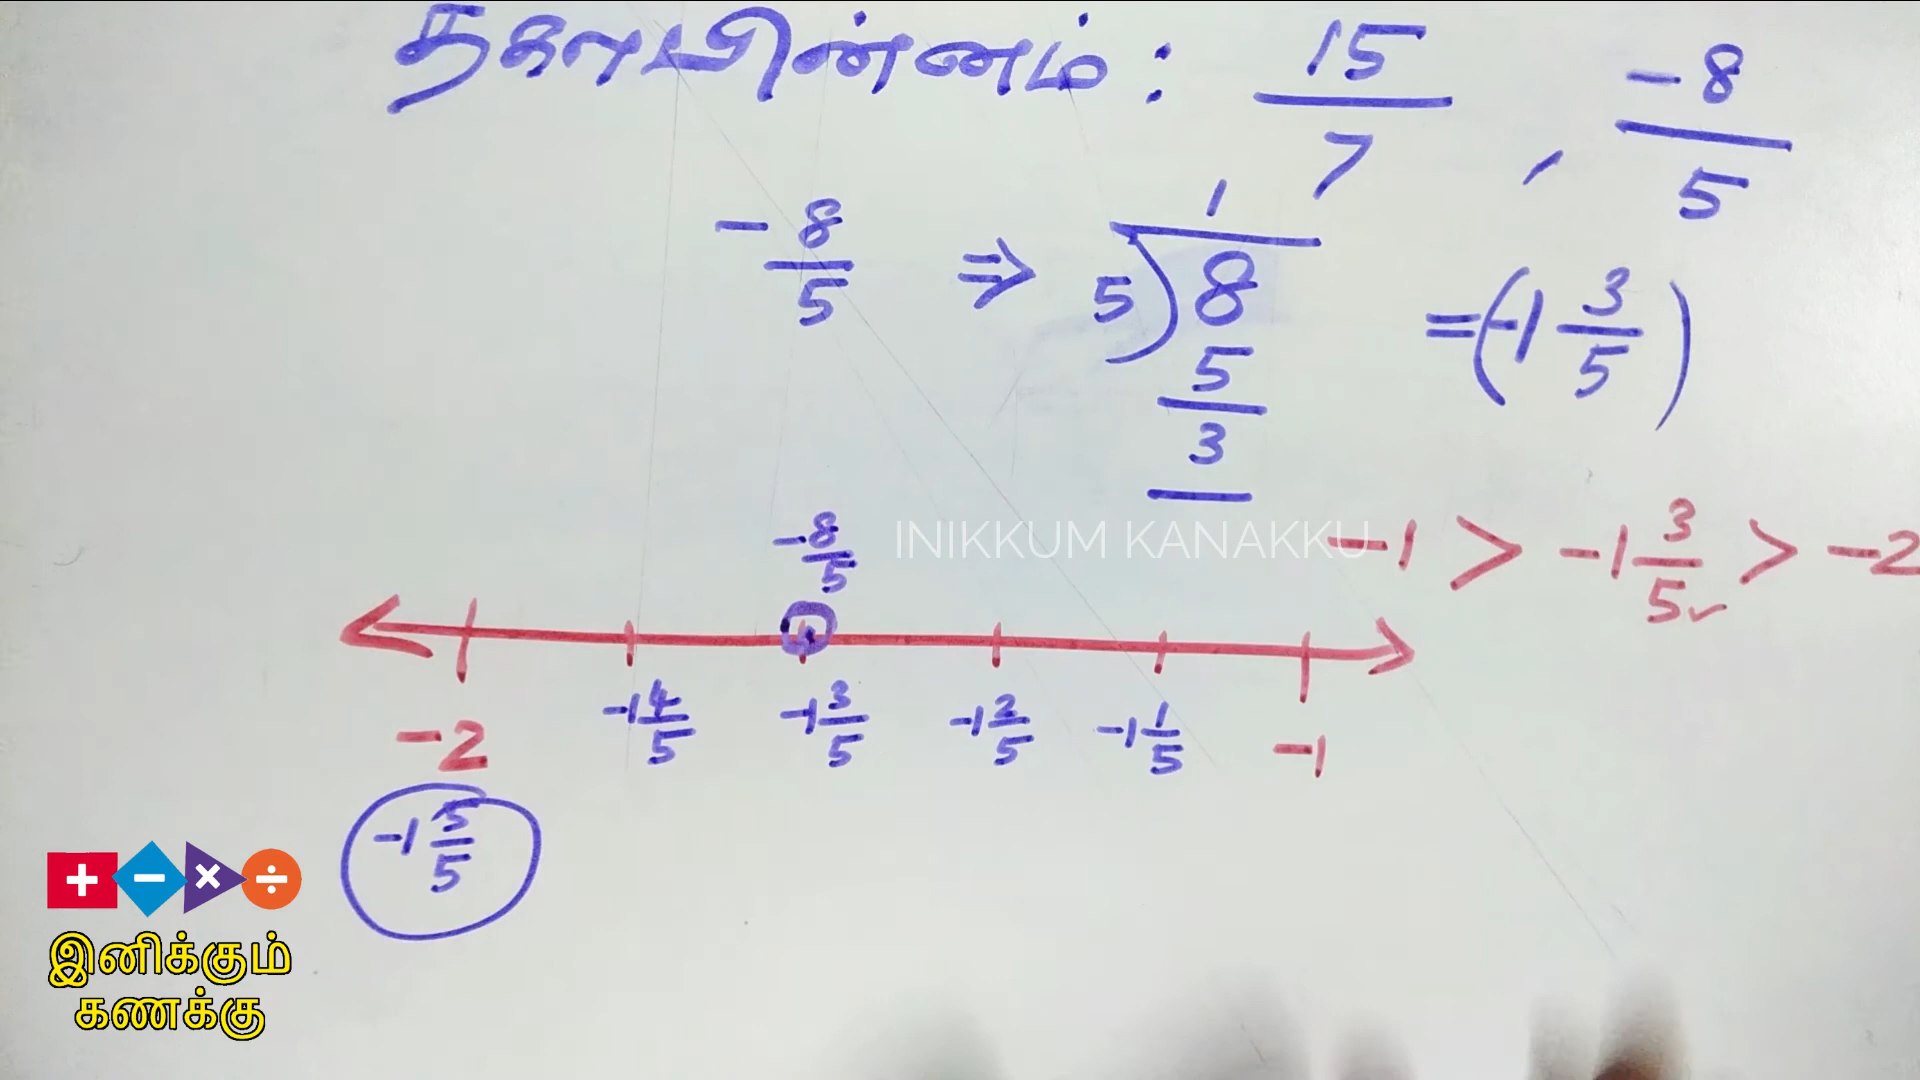 தகாபின்னம் : 15/7 , -8/5
-8/5 ⇒ 5)8 1 5 3 = (-1 3/5)
INIKKUM KANAKKU
-1 > -1 3/5 > -2
-8/5
-2 -1 4/5 -1 3/5 -1 2/5 -1 1/5 -1
-1 5/5
+ − × ÷
இனிக்கும்
கணக்கு